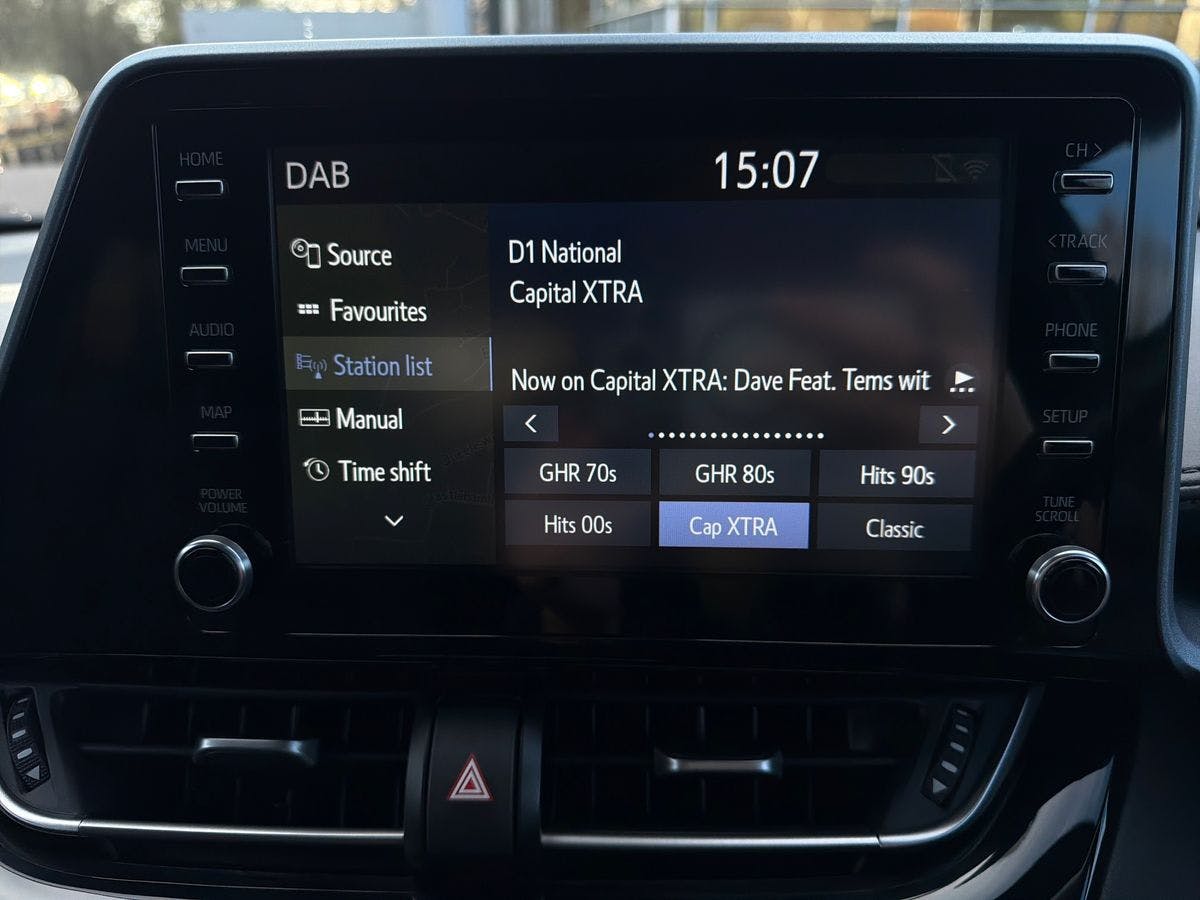 HOME
MENU
AUDIO
MAP
POWER
VOLUME
DAB
15:07
Source
Favourites
Station list
Manual
Time shift
D1 National
Capital XTRA
Now on Capital XTRA: Dave Feat. Tems wit
<
>
GHR 70s
GHR 80s
Hits 90s
Hits 00s
Cap XTRA
Classic
CH >
< TRACK
PHONE
SETUP
TUNE
SCROLL